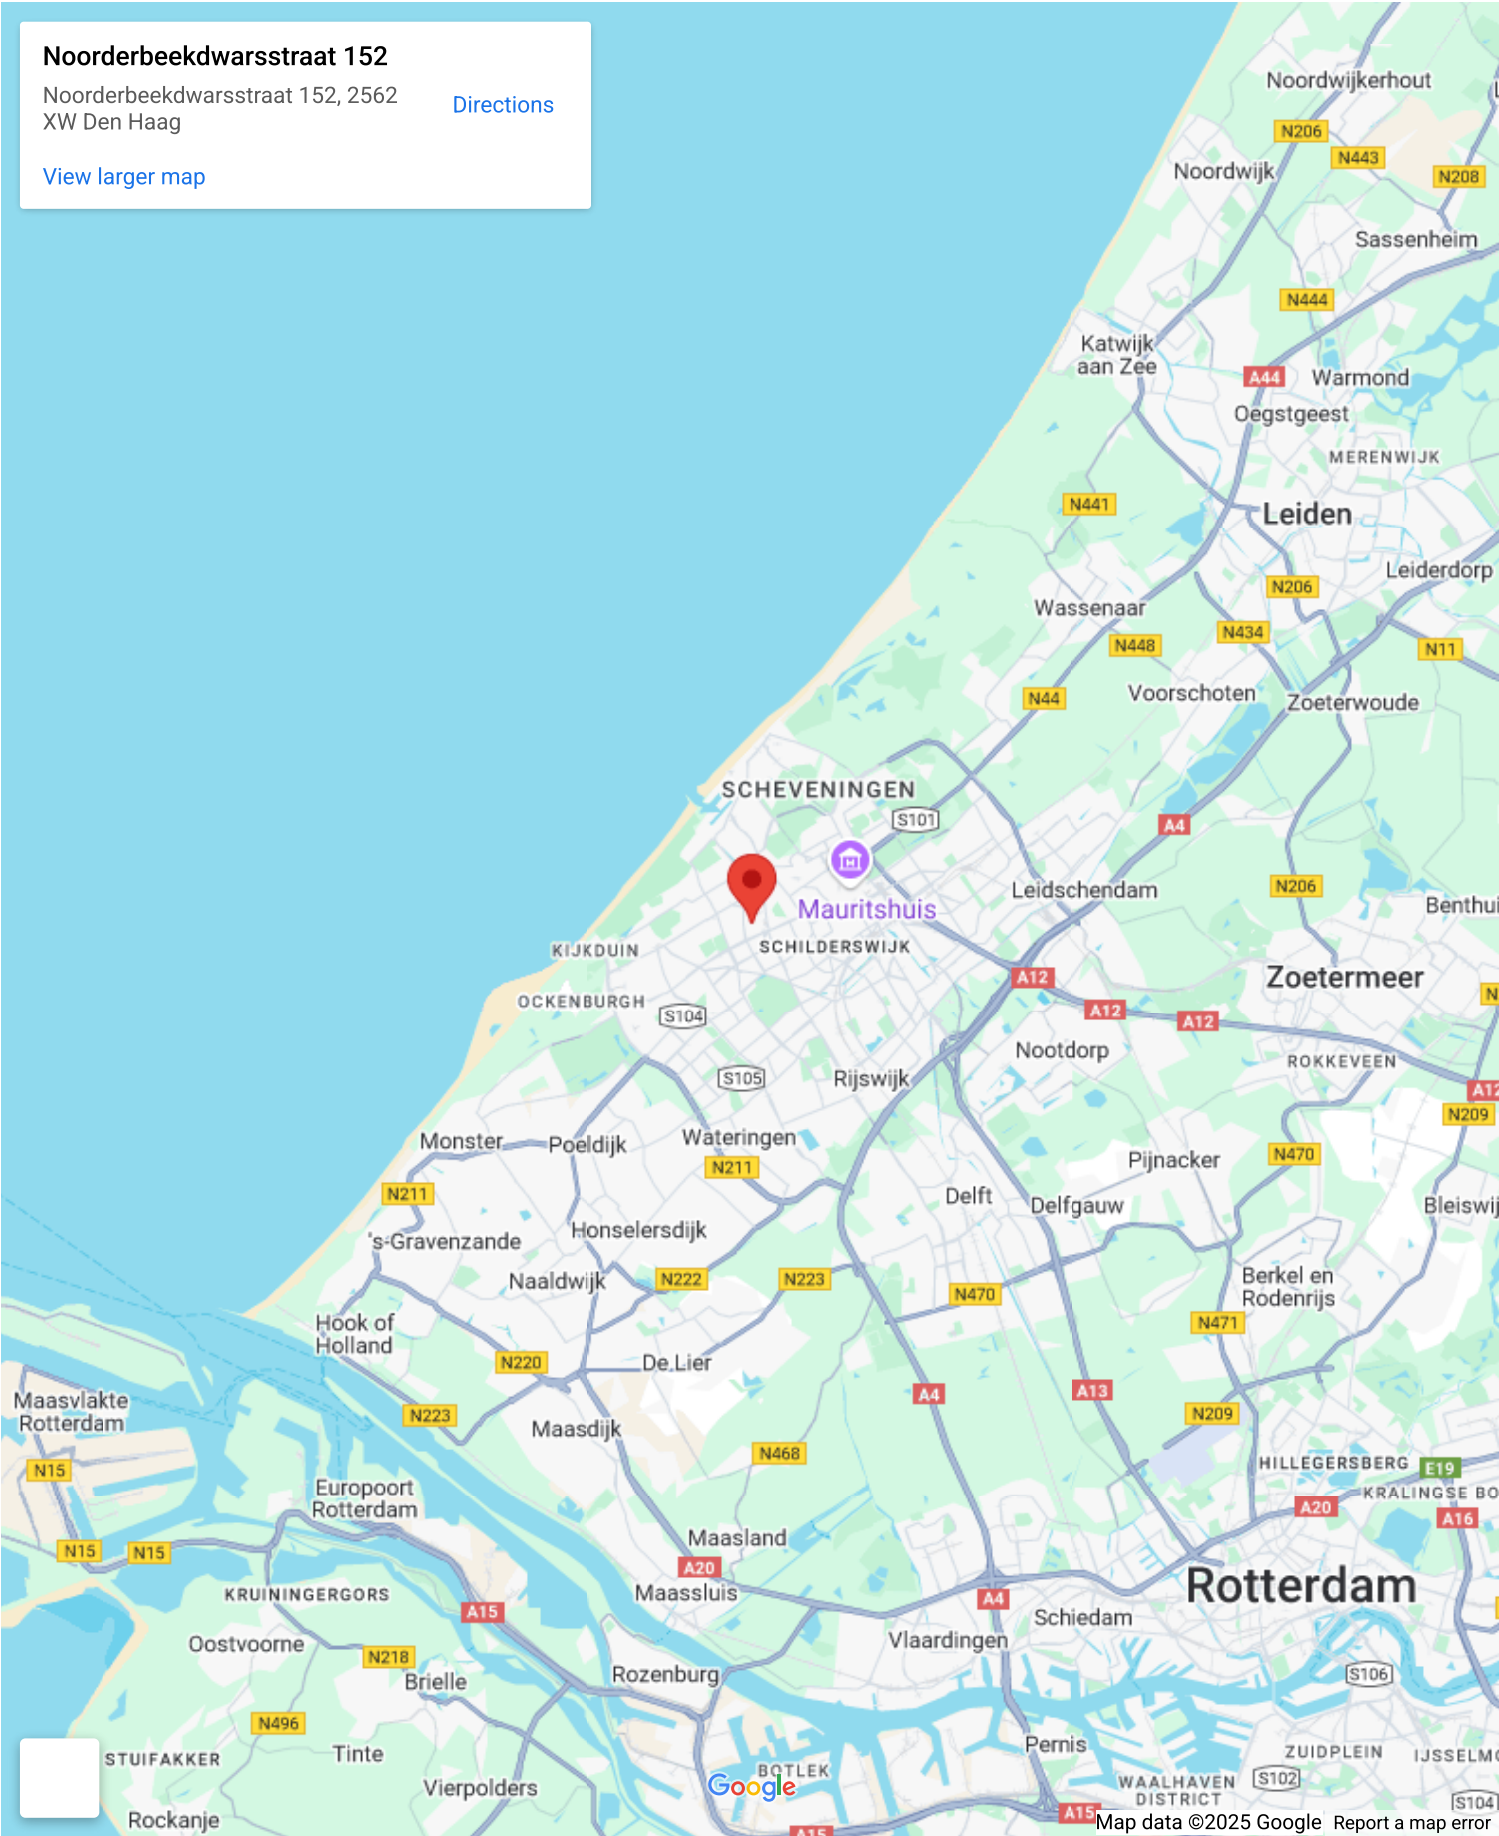 Noorderbeekdwarsstraat 152
Noorderbeekdwarsstraat 152, 2562
XW Den Haag
Directions
View larger map
Noordwijkerhout
N206
N443
Noordwijk
N208
Sassenheim
N444
Katwijk
aan Zee
A44
Warmond
Oegstgeest
MERENWIJK
N441
Leiden
Leiderdorp
N206
Wassenaar
N434
N448
N11
Voorschoten
N44
Zoeterwoude
SCHEVENINGEN
S101
A4
Leidschendam
N206
Mauritshuis
Benthui
SCHILDERSWIJK
KIJKDUIN
A12
Zoetermeer
N
OCKENBURGH
S104
A12
A12
Nootdorp
ROKKEVEEN
S105
Rijswijk
A12
N209
Monster
Poeldijk
Wateringen
N211
Pijnacker
N470
N211
Delft
Delfgauw
Bleiswij
's-Gravenzande
Honselersdijk
Naaldwijk
N222
N223
N470
Berkel en
Rodenrijs
Hook of
Holland
N471
N220
De Lier
A4
A13
Maasvlakte
Rotterdam
N223
N209
Maasdijk
N468
HILLEGERSBERG
E19
N15
Europoort
Rotterdam
KRALINGSE BO
A20
A16
N15
N15
Maasland
A20
Maassluis
KRUININGERGORS
A15
A4
Rotterdam
Schiedam
Oostvoorne
Vlaardingen
N218
Brielle
Rozenburg
S106
N496
Tinte
Pernis
STUIFAKKER
BOTLEK
Google
ZUIDPLEIN
IJSSELMO
Vierpolders
WAALHAVEN
DISTRICT
S102
S104
Rockanje
A15
A15
Map data ©2025 Google
Report a map error